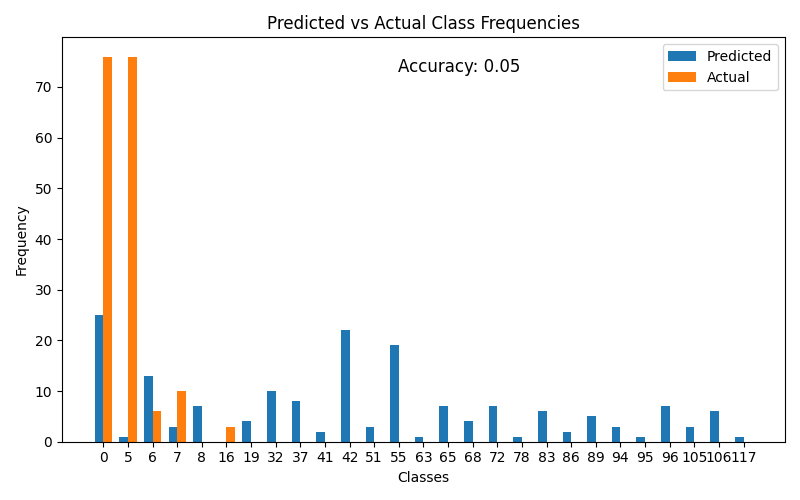 Predicted vs Actual Class Frequencies
Accuracy: 0.05
Predicted
Actual
Frequency
70
60
50
40
30
20
10
0
0 5 6 7 8 16 19 32 37 41 42 51 55 63 65 68 72 78 83 86 89 94 95 96 105 106 117
Classes